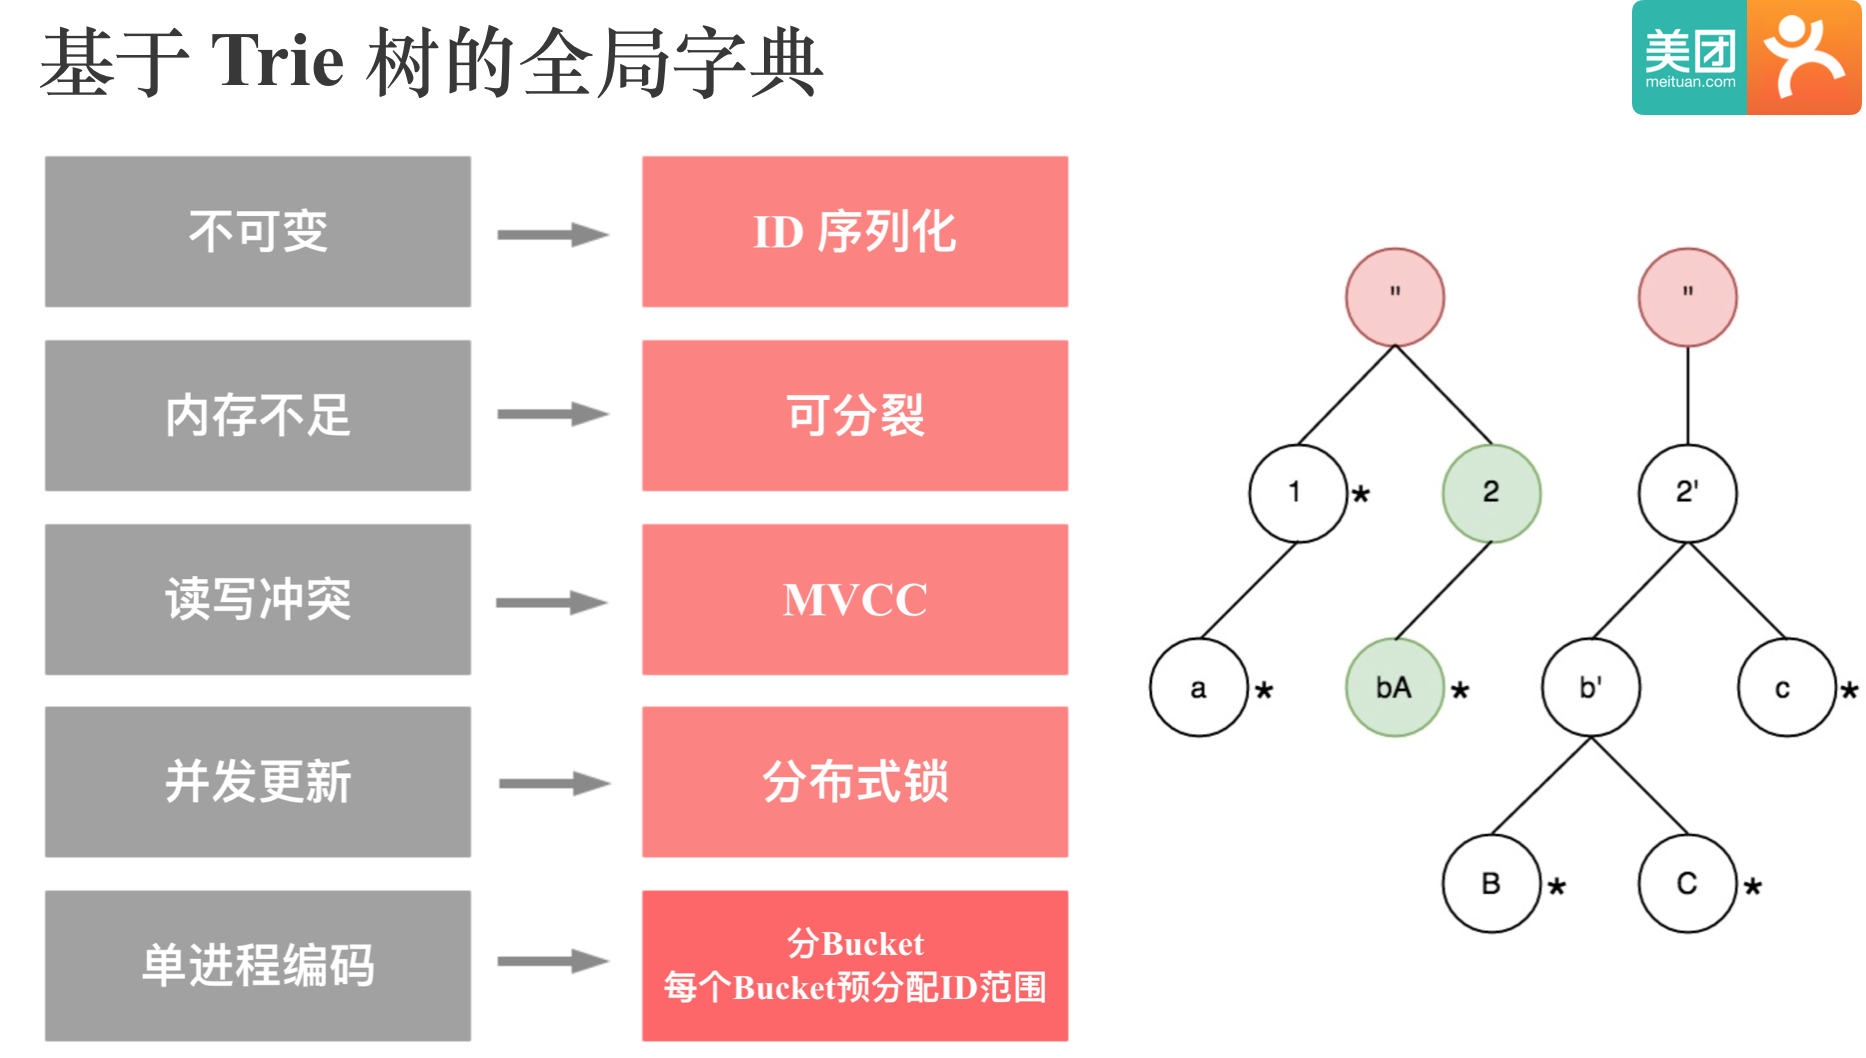 基于 Trie 树的全局字典
美团
meituan.com
不可变
ID 序列化
内存不足
可分裂
读写冲突
MVCC
并发更新
分布式锁
单进程编码
分Bucket
每个Bucket预分配ID范围
" "
1 * 2 2'
a * bA * b' c *
B * C *